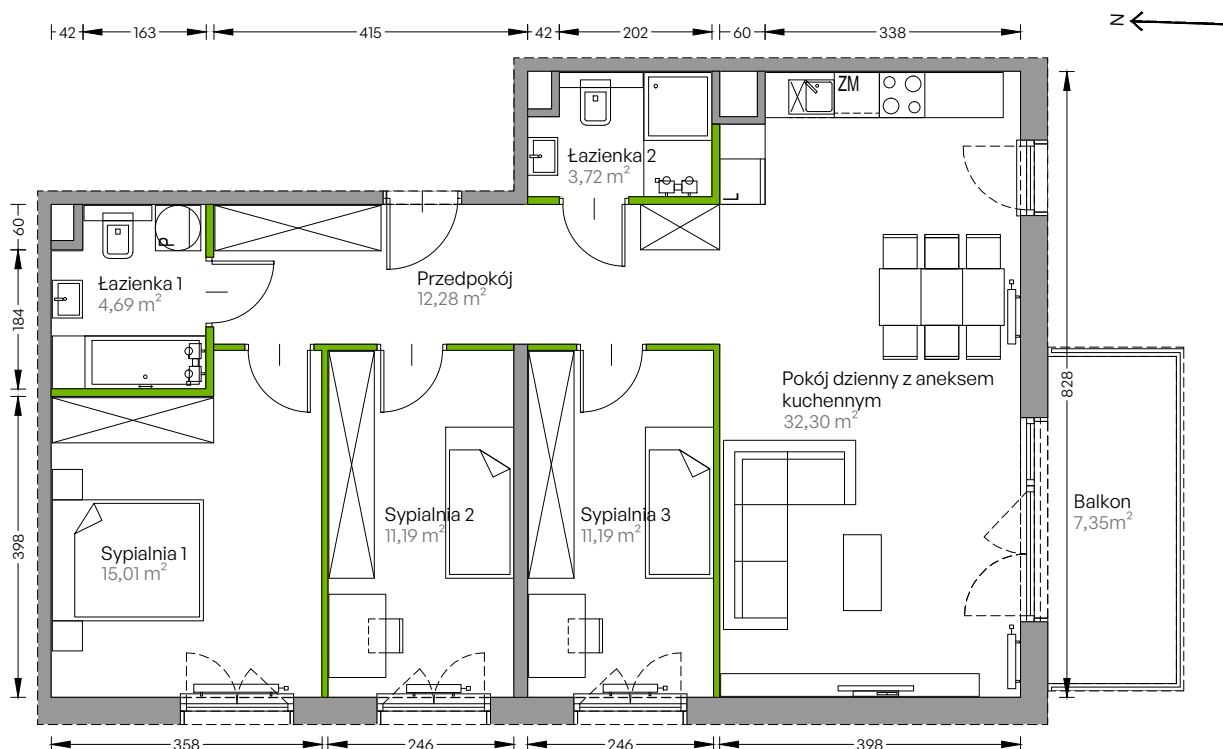 42 163 415 42 202 60 338
N
ZM
Łazienka 2
3,72 m²
L
P
60
Łazienka 1
4,69 m²
Przedpokój
12,28 m²
184
Pokój dzienny z aneksem
kuchennym
32,30 m²
828
398
Sypialnia 1
15,01 m²
Sypialnia 2
11,19 m²
Sypialnia 3
11,19 m²
Balkon
7,35m²
358 246 246 398